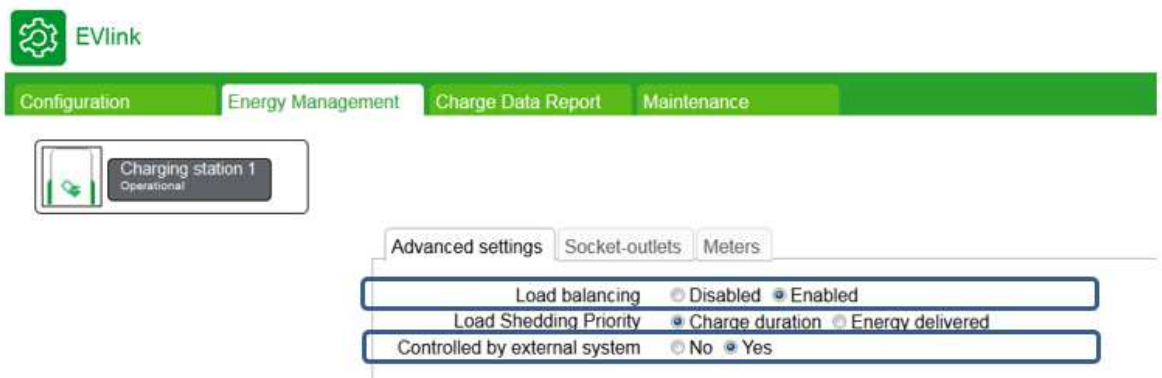 EVlink
Configuration Energy Management Charge Data Report Maintenance
Charging station 1
Operational
Advanced settings Socket-outlets Meters
Load balancing Disabled Enabled
Load Shedding Priority Charge duration Energy delivered
Controlled by external system No Yes